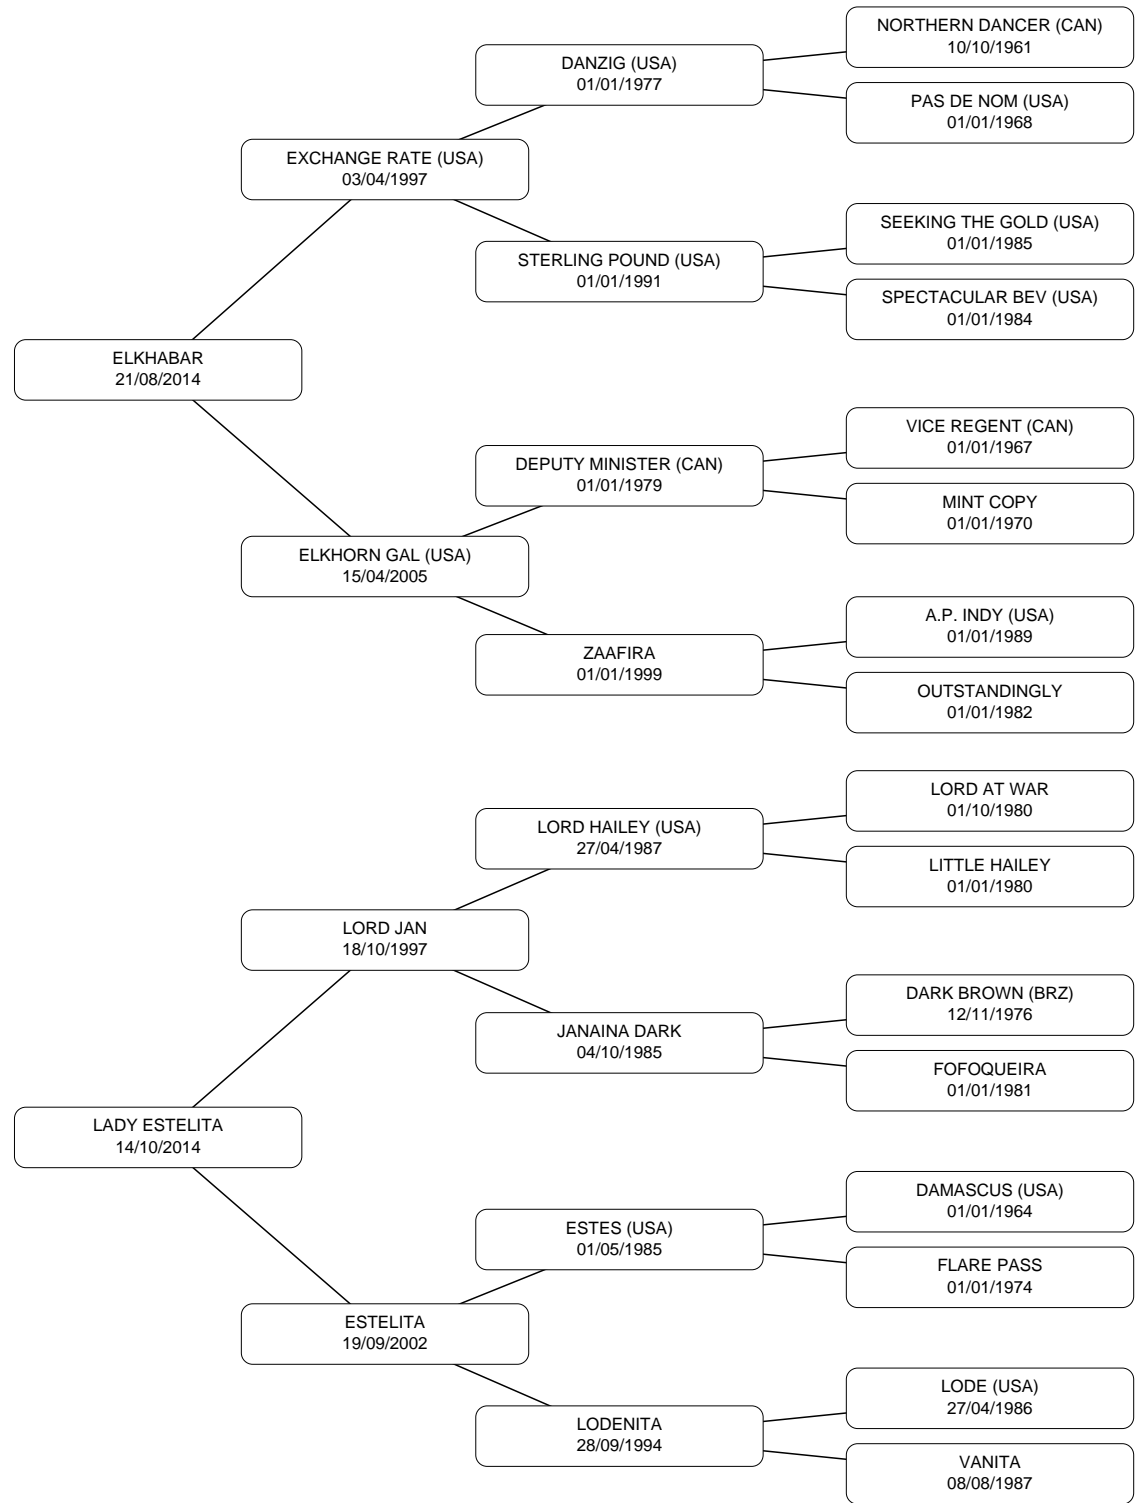 NORTHERN DANCER (CAN)
10/10/1961
DANZIG (USA)
01/01/1977
PAS DE NOM (USA)
01/01/1968
EXCHANGE RATE (USA)
03/04/1997
SEEKING THE GOLD (USA)
01/01/1985
STERLING POUND (USA)
01/01/1991
SPECTACULAR BEV (USA)
01/01/1984
ELKHABAR
21/08/2014
VICE REGENT (CAN)
01/01/1967
DEPUTY MINISTER (CAN)
01/01/1979
MINT COPY
01/01/1970
ELKHORN GAL (USA)
15/04/2005
A.P. INDY (USA)
01/01/1989
ZAAFIRA
01/01/1999
OUTSTANDINGLY
01/01/1982
LORD AT WAR
01/10/1980
LORD HAILEY (USA)
27/04/1987
LITTLE HAILEY
01/01/1980
LORD JAN
18/10/1997
DARK BROWN (BRZ)
12/11/1976
JANAINA DARK
04/10/1985
FOFOQUEIRA
01/01/1981
LADY ESTELITA
14/10/2014
DAMASCUS (USA)
01/01/1964
ESTES (USA)
01/05/1985
FLARE PASS
01/01/1974
ESTELITA
19/09/2002
LODE (USA)
27/04/1986
LODENITA
28/09/1994
VANITA
08/08/1987